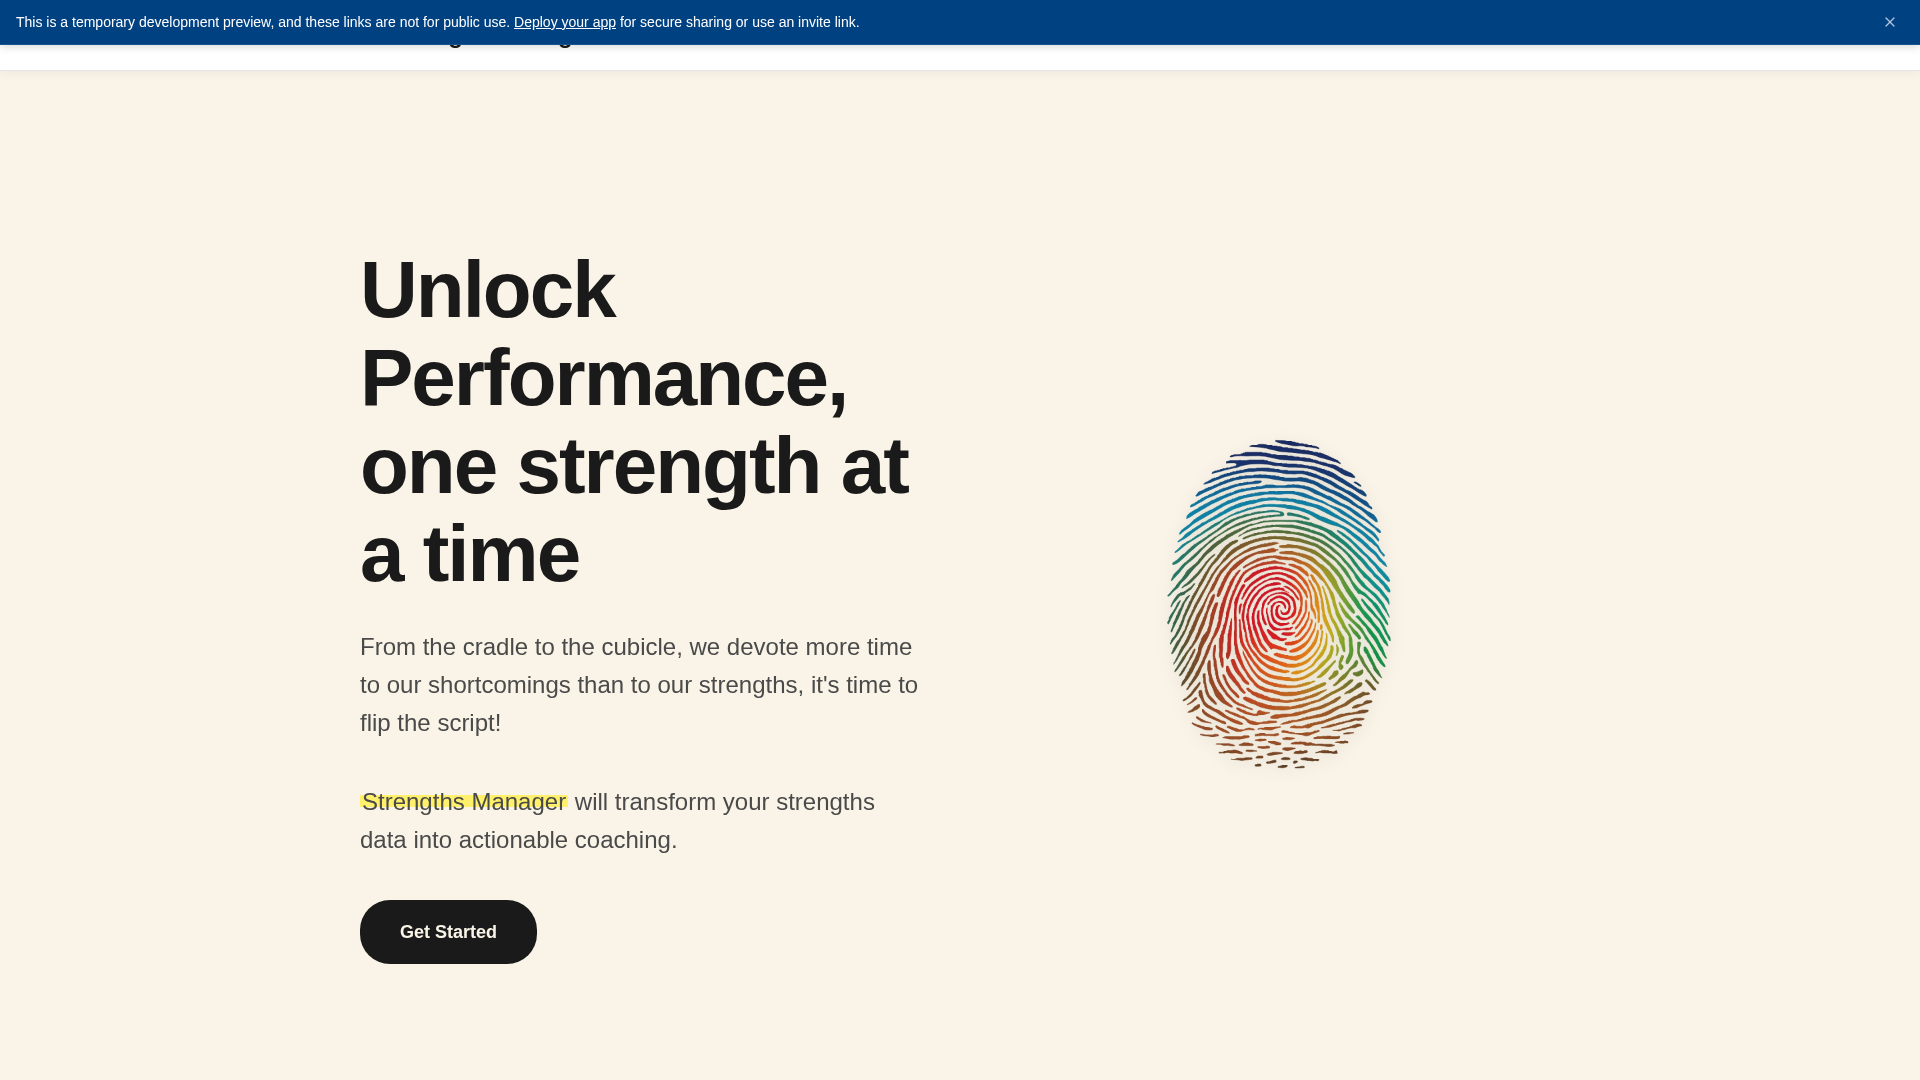 This is a temporary development preview, and these links are not for public use. Deploy your app for secure sharing or use an invite link.
Unlock
Performance,
one strength at
a time
From the cradle to the cubicle, we devote more time
to our shortcomings than to our strengths, it's time to
flip the script!
Strengths Manager will transform your strengths
data into actionable coaching.
Get Started